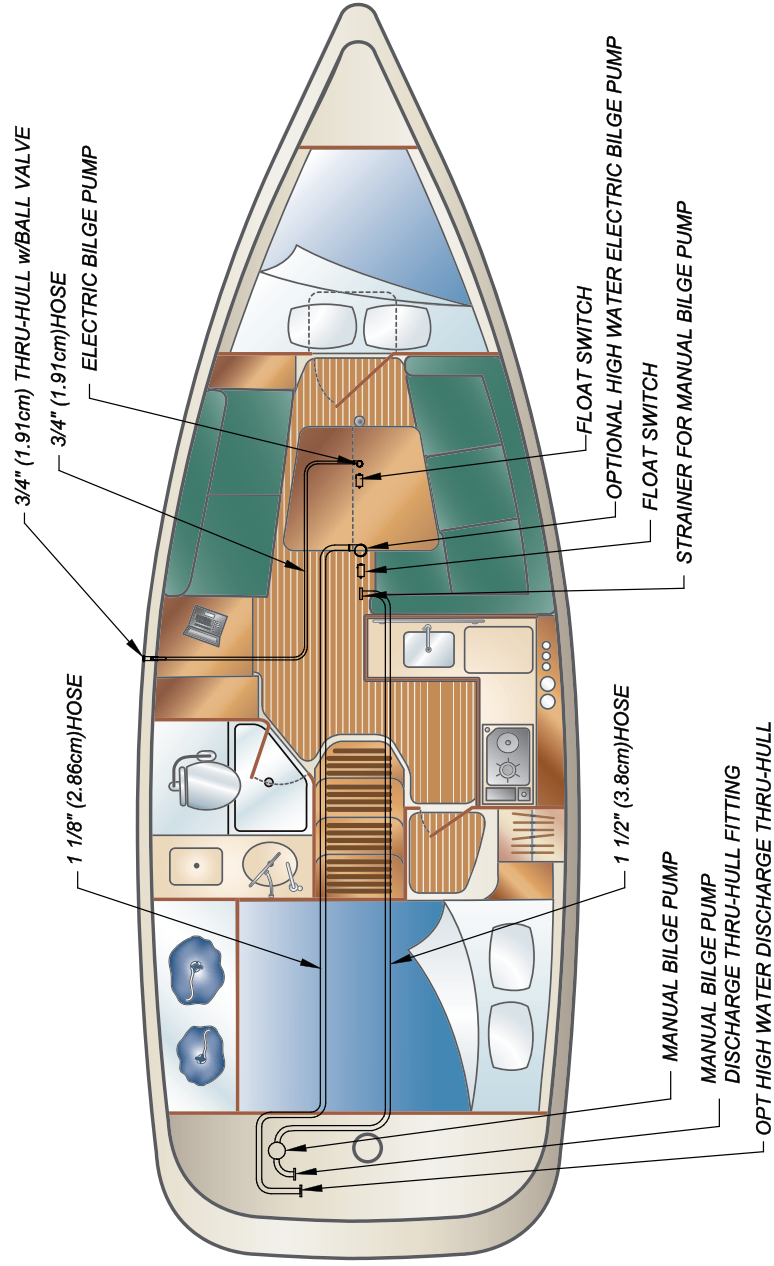 3/4" (1.91cm) THRU-HULL w/BALL VALVE
3/4" (1.91cm)HOSE
ELECTRIC BILGE PUMP
FLOAT SWITCH
OPTIONAL HIGH WATER ELECTRIC BILGE PUMP
FLOAT SWITCH
STRAINER FOR MANUAL BILGE PUMP
1 1/8" (2.86cm)HOSE
1 1/2" (3.8cm)HOSE
MANUAL BILGE PUMP
MANUAL BILGE PUMP
DISCHARGE THRU-HULL FITTING
OPT HIGH WATER DISCHARGE THRU-HULL